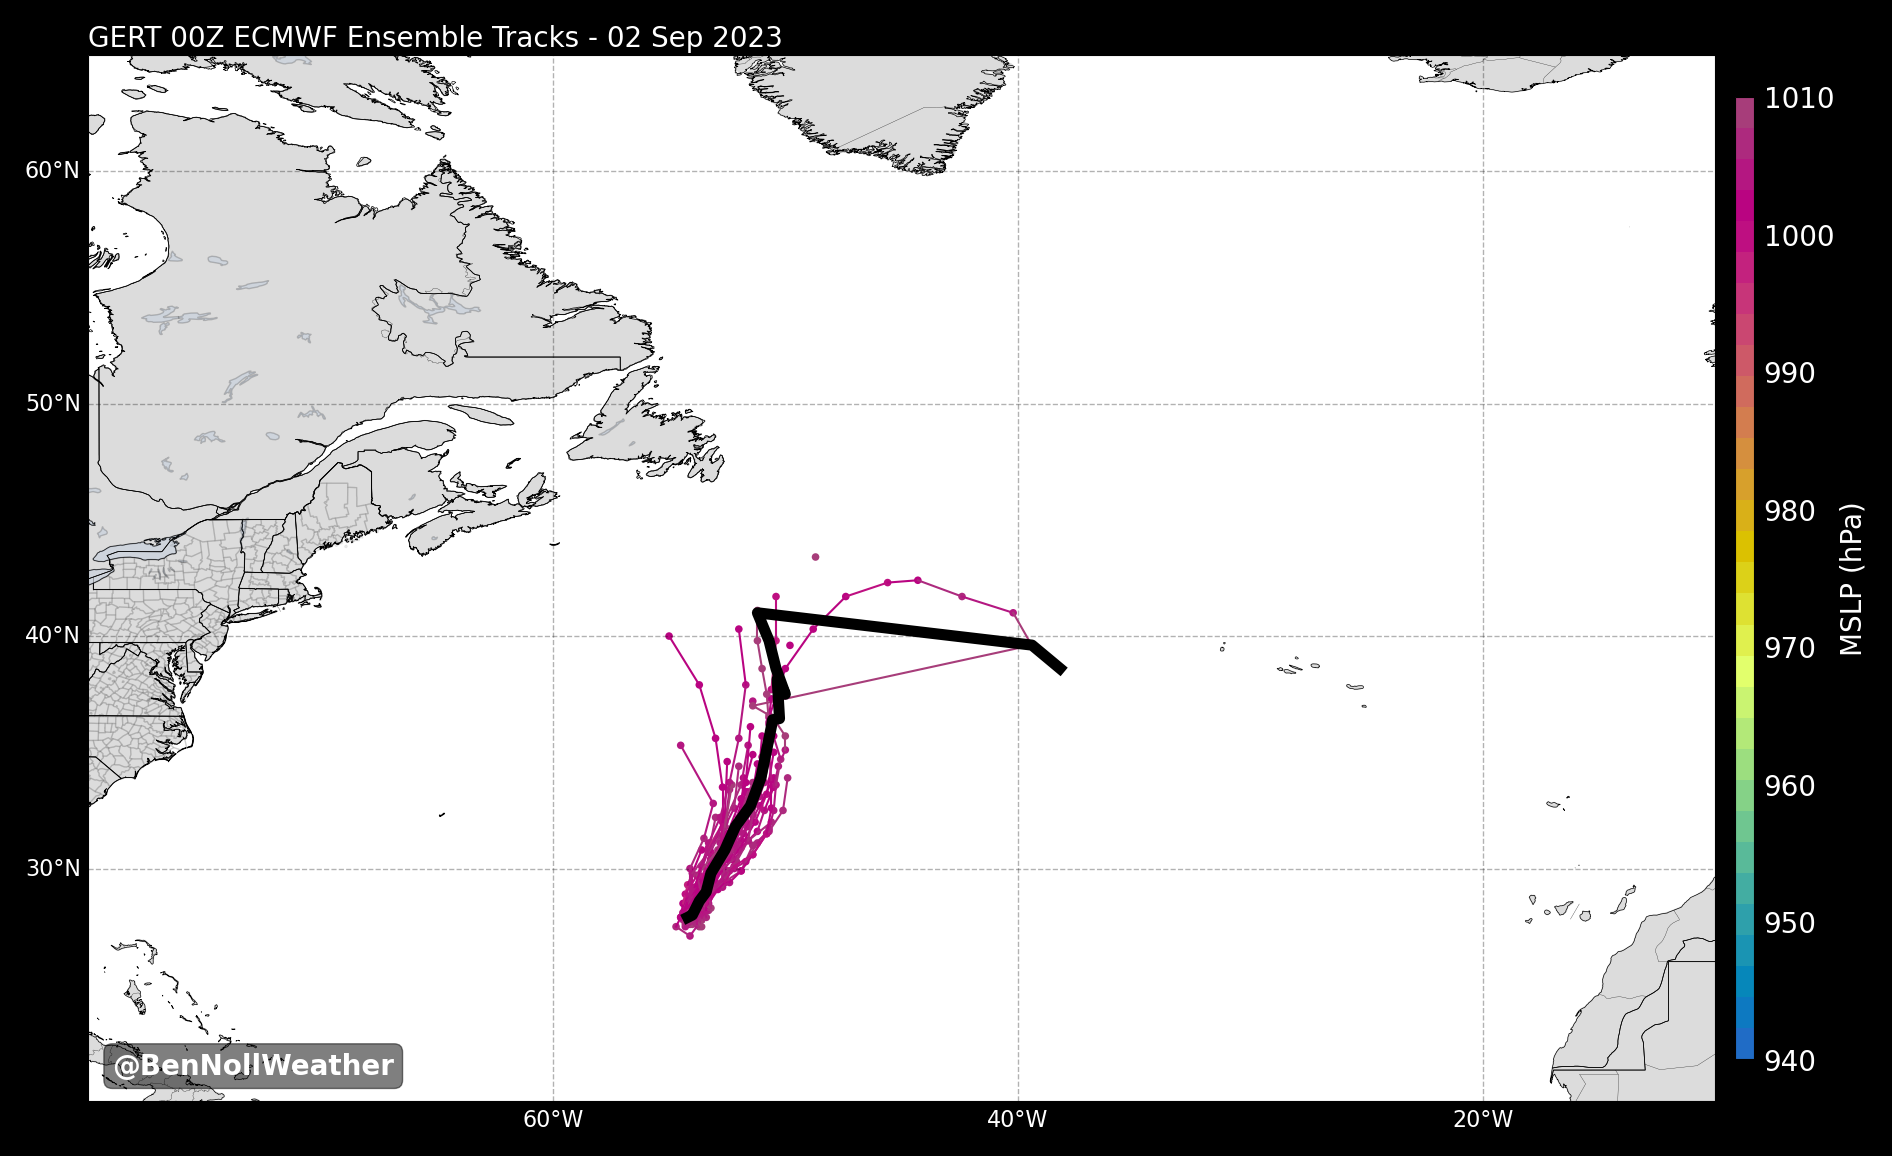 GERT 00Z ECMWF Ensemble Tracks - 02 Sep 2023
1010
1000
990
980
970
960
950
940
MSLP (hPa)
60°N
50°N
40°N
30°N
60°W
40°W
20°W
@BenNollWeather